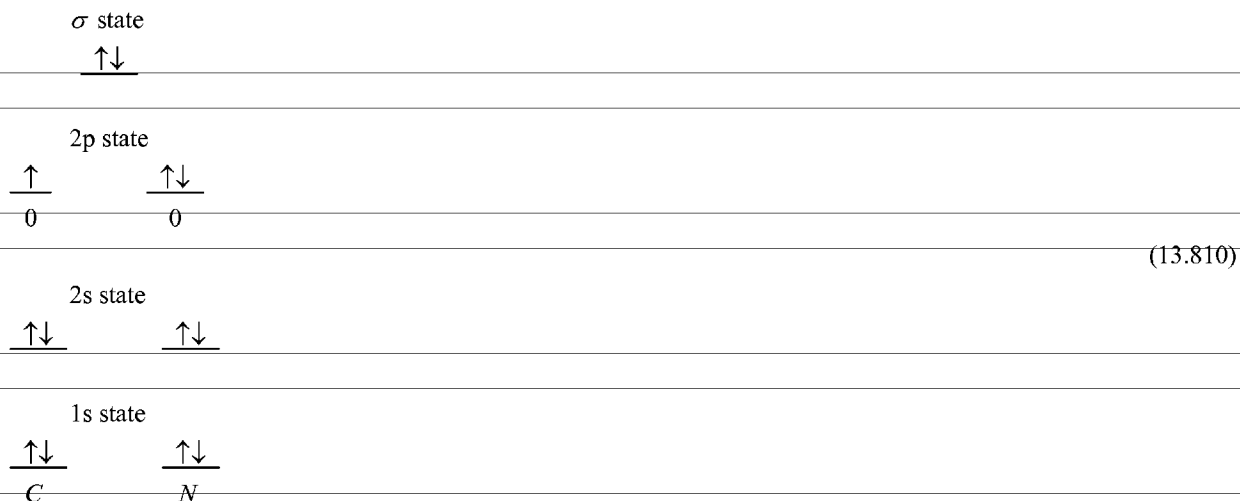 σ state
↑↓
2p state
↑ ↑↓
0 0
(13.810)
2s state
↑↓ ↑↓
1s state
↑↓ ↑↓
C N